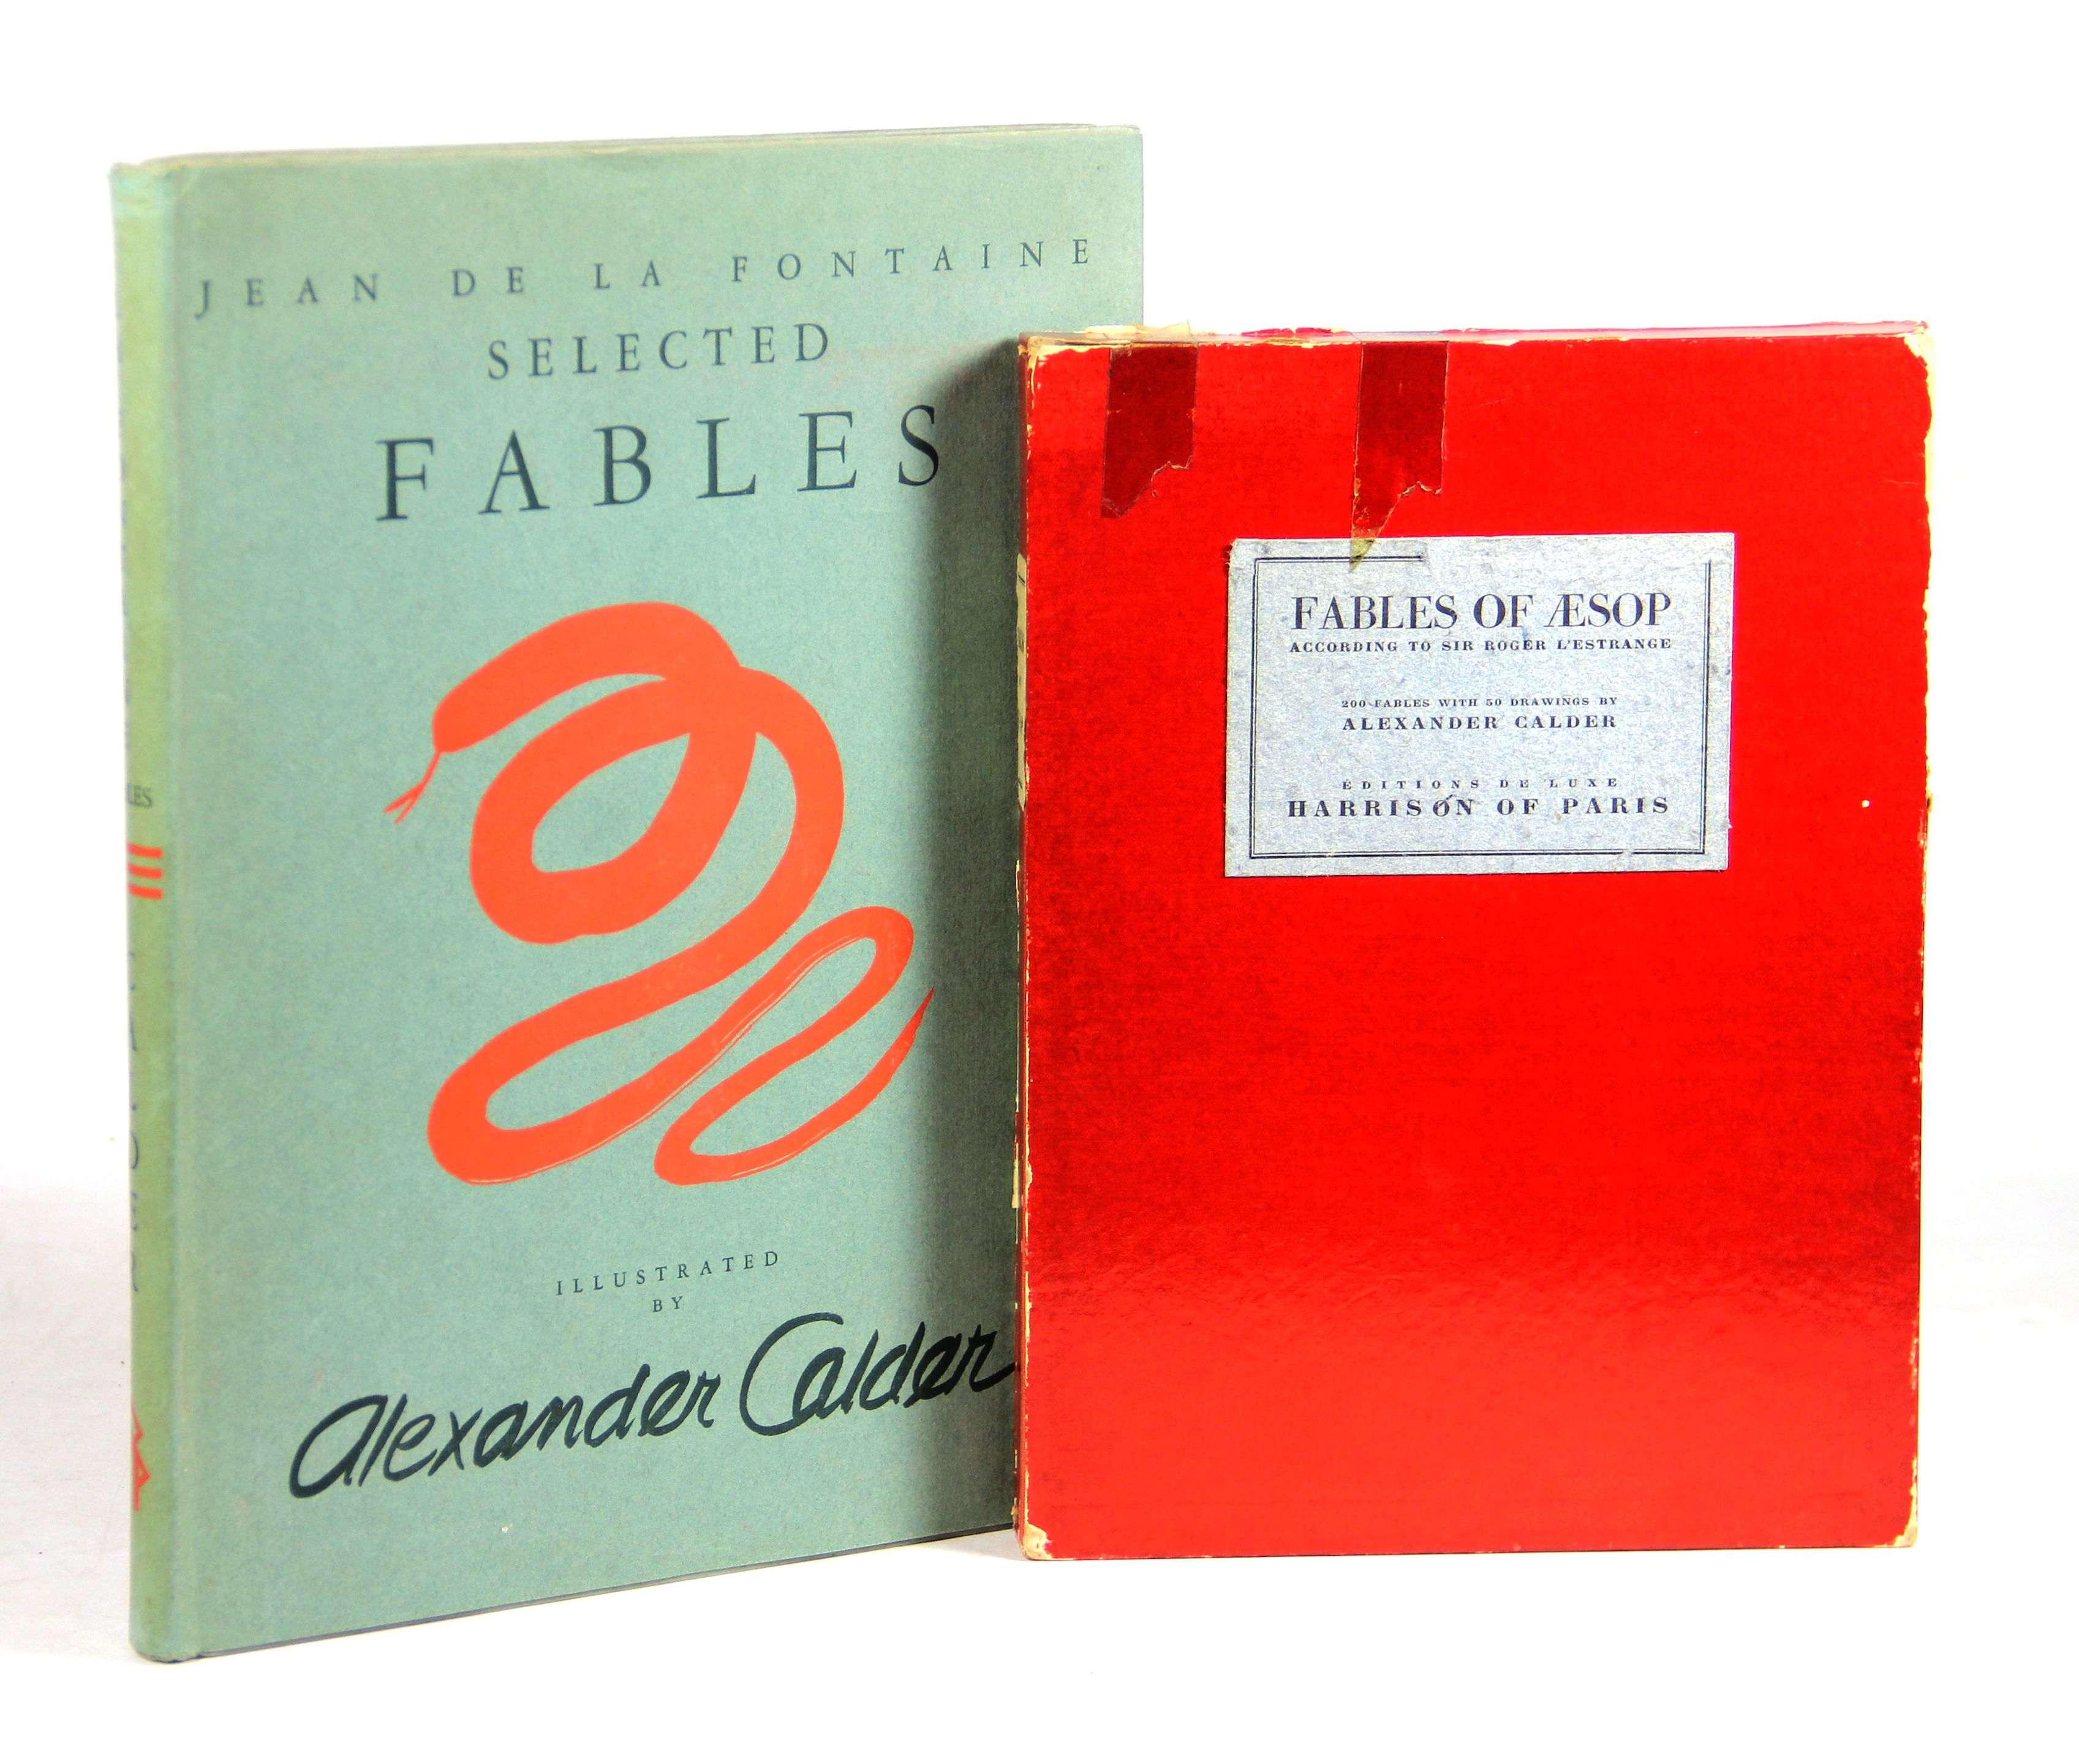 JEAN DE LA FONTAINE
SELECTED
FABLES
ILLUSTRATED
BY
Alexander Calder
FABLES OF ÆSOP
ACCORDING TO SIR ROGER L'ESTRANGE
200 FABLES WITH 50 DRAWINGS BY
ALEXANDER CALDER
ÉDITIONS DE LUXE
HARRISON OF PARIS